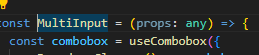 const MultiInput = (props: any) => {
const combobox = useCombobox({